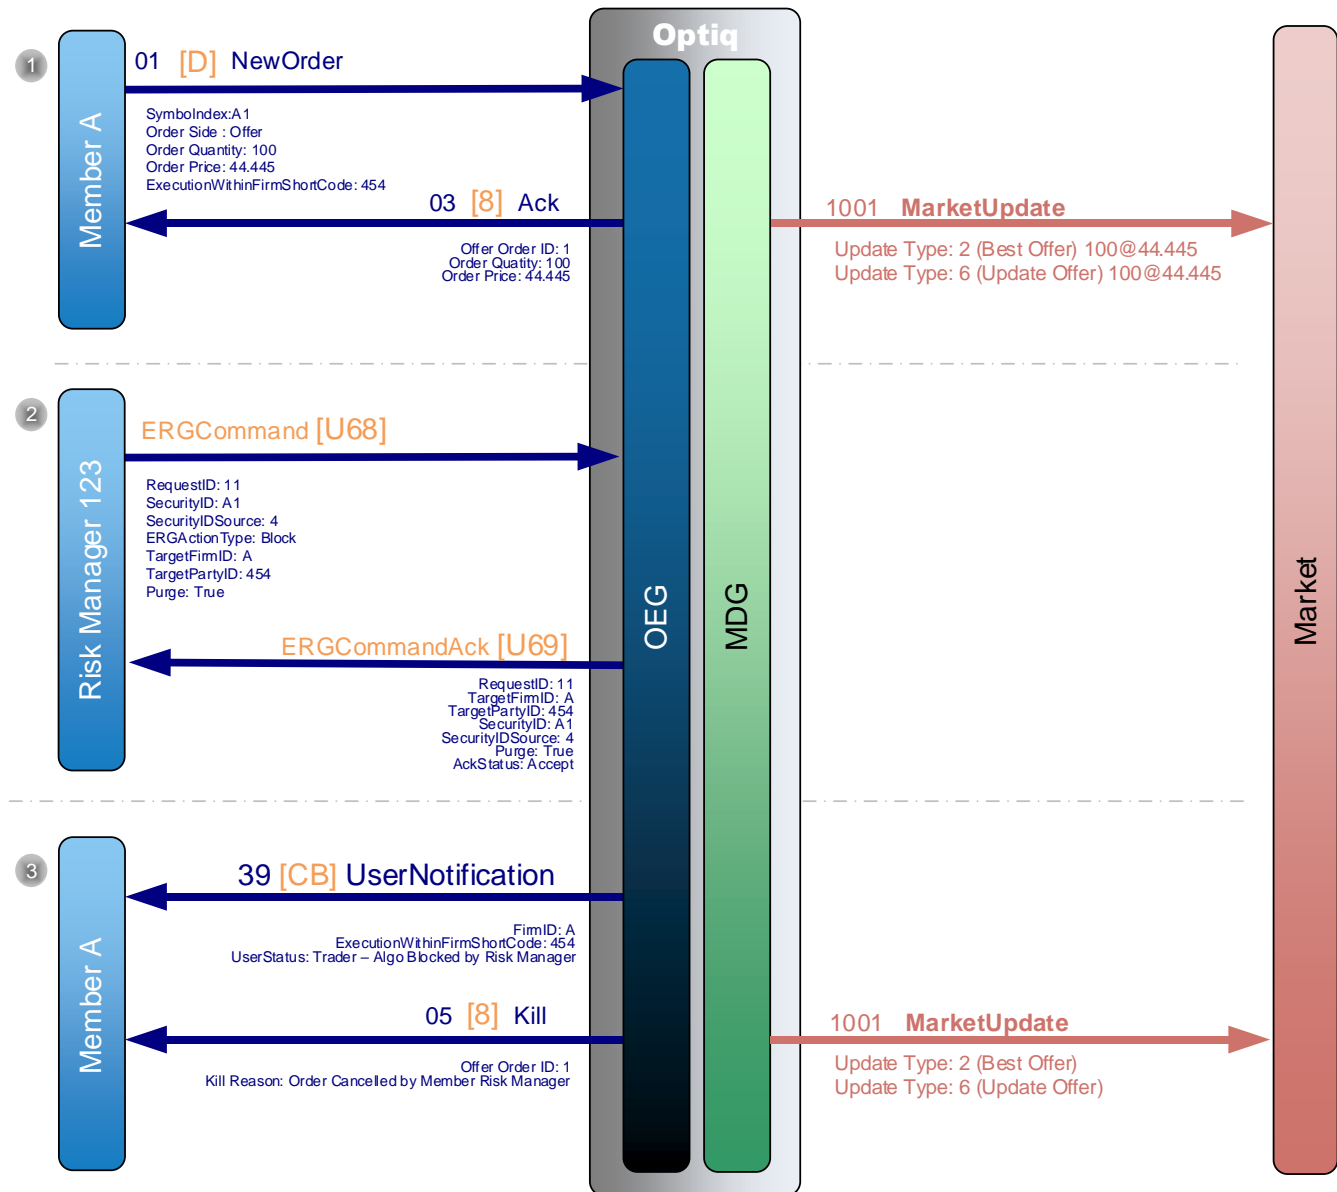 Optiq
1
Member A
01 [D] NewOrder
SymbolIndex:A1
Order Side : Offer
Order Quantity: 100
Order Price: 44.445
ExecutionWithinFirmShortCode: 454
03 [8] Ack
Offer Order ID: 1
Order Quatity: 100
Order Price: 44.445
1001 MarketUpdate
Update Type: 2 (Best Offer) 100@44.445
Update Type: 6 (Update Offer) 100@44.445
2
Risk Manager 123
ERGCommand [U68]
RequestID: 11
SecurityID: A1
SecurityIDSource: 4
ERGActionType: Block
TargetFirmID: A
TargetPartyID: 454
Purge: True
ERGCommandAck [U69]
RequestID: 11
TargetFirmID: A
TargetPartyID: 454
SecurityID: A1
SecurityIDSource: 4
Purge: True
AckStatus: Accept
OEG
MDG
Market
3
Member A
39 [CB] UserNotification
FirmID: A
ExecutionWithinFirmShortCode: 454
UserStatus: Trader – Algo Blocked by Risk Manager
05 [8] Kill
Offer Order ID: 1
Kill Reason: Order Cancelled by Member Risk Manager
1001 MarketUpdate
Update Type: 2 (Best Offer)
Update Type: 6 (Update Offer)